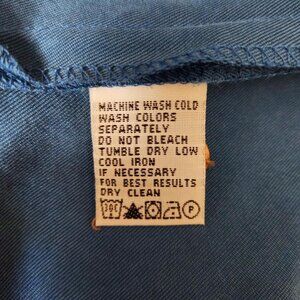 MACHINE WASH COLD
WASH COLORS
SEPARATELY
DO NOT BLEACH
TUMBLE DRY LOW
COOL IRON
IF NECESSARY
FOR BEST RESULTS
DRY CLEAN
30C P